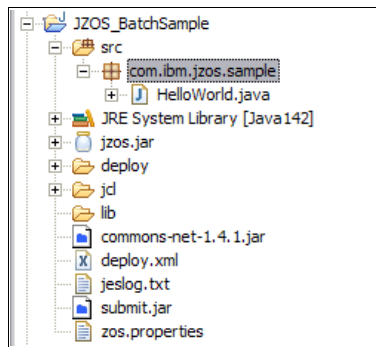 JZOS_BatchSample
src
com.ibm.jzos.sample
HelloWorld.java
JRE System Library [Java142]
jzos.jar
deploy
jcl
lib
commons-net-1.4.1.jar
deploy.xml
jeslog.txt
submit.jar
zos.properties